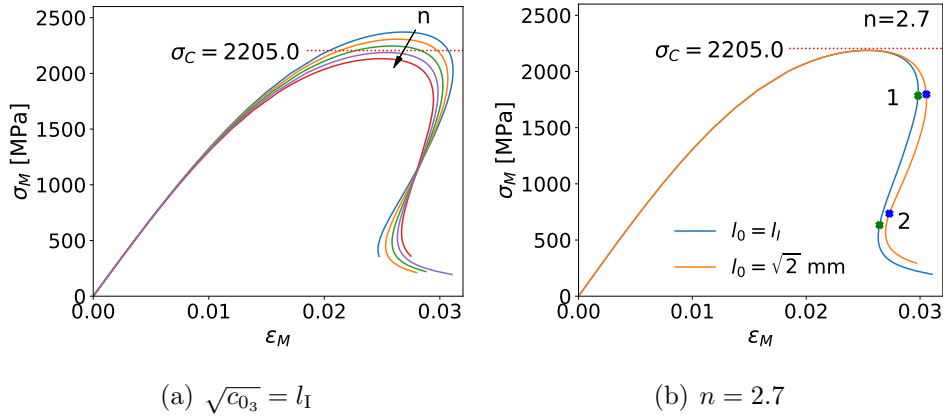 2500
2000
1500
1000
500
0
0.00
0.01
0.02
0.03
σ_M [MPa]
ε_M
σ_C = 2205.0
n
(a) √c_{0_3} = l_I
2500
2000
1500
1000
500
0
0.00
0.01
0.02
0.03
σ_M [MPa]
ε_M
n=2.7
σ_C = 2205.0
1
2
l_0 = l_I
l_0 = √2 mm
(b) n = 2.7